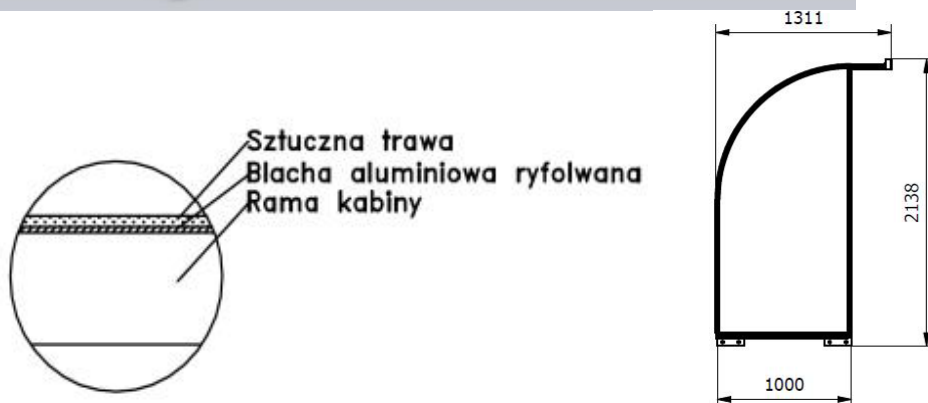 Sztuczna trawa
Blacha aluminiowa ryfolwana
Rama kabiny
1311
2138
1000